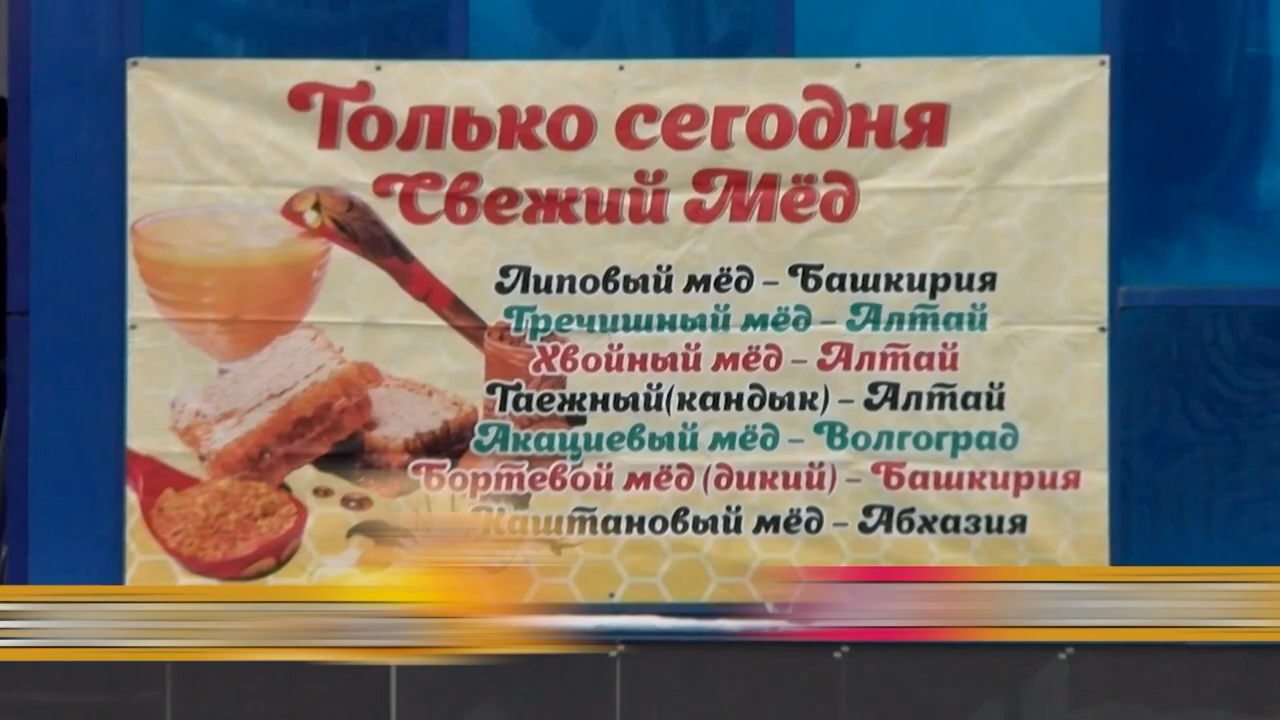 Только сегодня
Свежий Мёд
Липовый мёд – Башкирия
Гречишный мёд – Алтай
Хвойный мёд – Алтай
Таежный(кандык) – Алтай
Акациевый мёд – Волгоград
Бортевой мёд (дикий) – Башкирия
Каштановый мёд – Абхазия